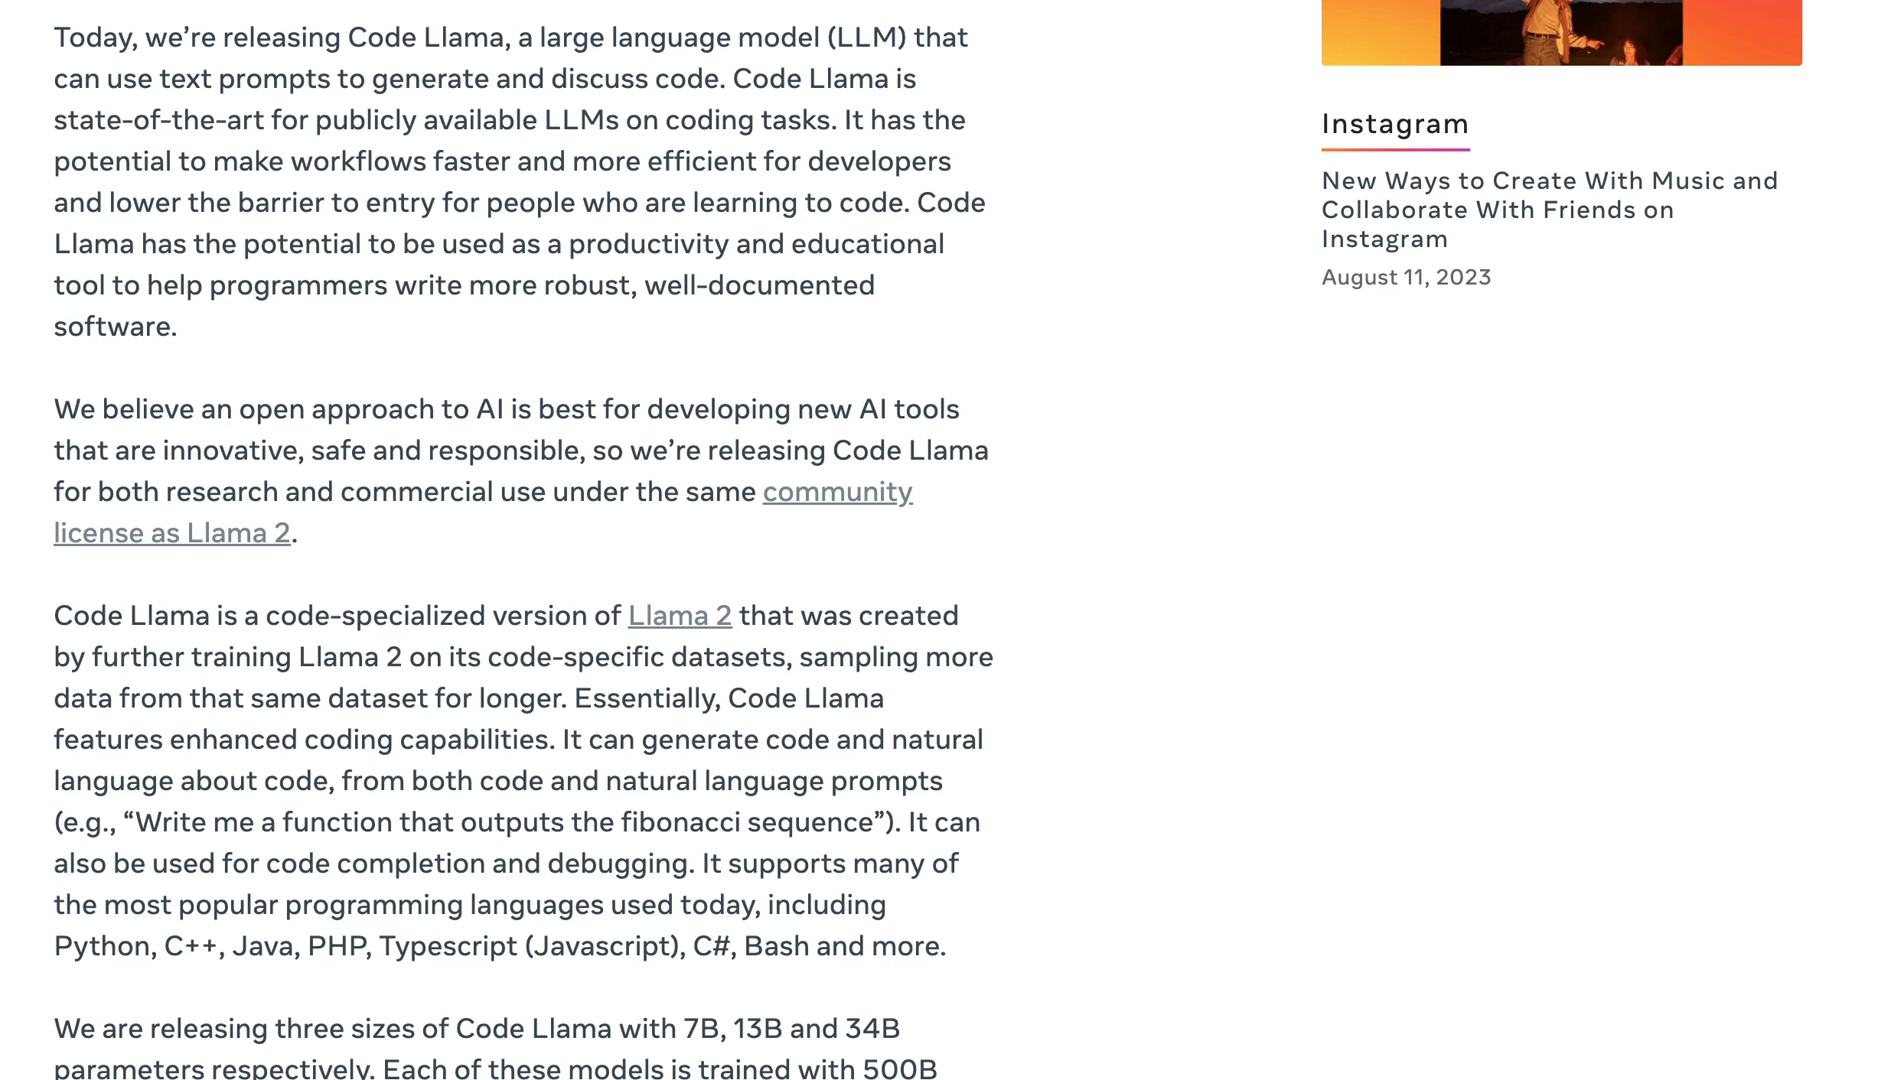 Today, we’re releasing Code Llama, a large language model (LLM) that
can use text prompts to generate and discuss code. Code Llama is
state-of-the-art for publicly available LLMs on coding tasks. It has the
potential to make workflows faster and more efficient for developers
and lower the barrier to entry for people who are learning to code. Code
Llama has the potential to be used as a productivity and educational
tool to help programmers write more robust, well-documented
software.
We believe an open approach to AI is best for developing new AI tools
that are innovative, safe and responsible, so we’re releasing Code Llama
for both research and commercial use under the same community
license as Llama 2.
Code Llama is a code-specialized version of Llama 2 that was created
by further training Llama 2 on its code-specific datasets, sampling more
data from that same dataset for longer. Essentially, Code Llama
features enhanced coding capabilities. It can generate code and natural
language about code, from both code and natural language prompts
(e.g., “Write me a function that outputs the fibonacci sequence”). It can
also be used for code completion and debugging. It supports many of
the most popular programming languages used today, including
Python, C++, Java, PHP, Typescript (Javascript), C#, Bash and more.
We are releasing three sizes of Code Llama with 7B, 13B and 34B
parameters respectively. Each of these models is trained with 500B
Instagram
New Ways to Create With Music and
Collaborate With Friends on
Instagram
August 11, 2023